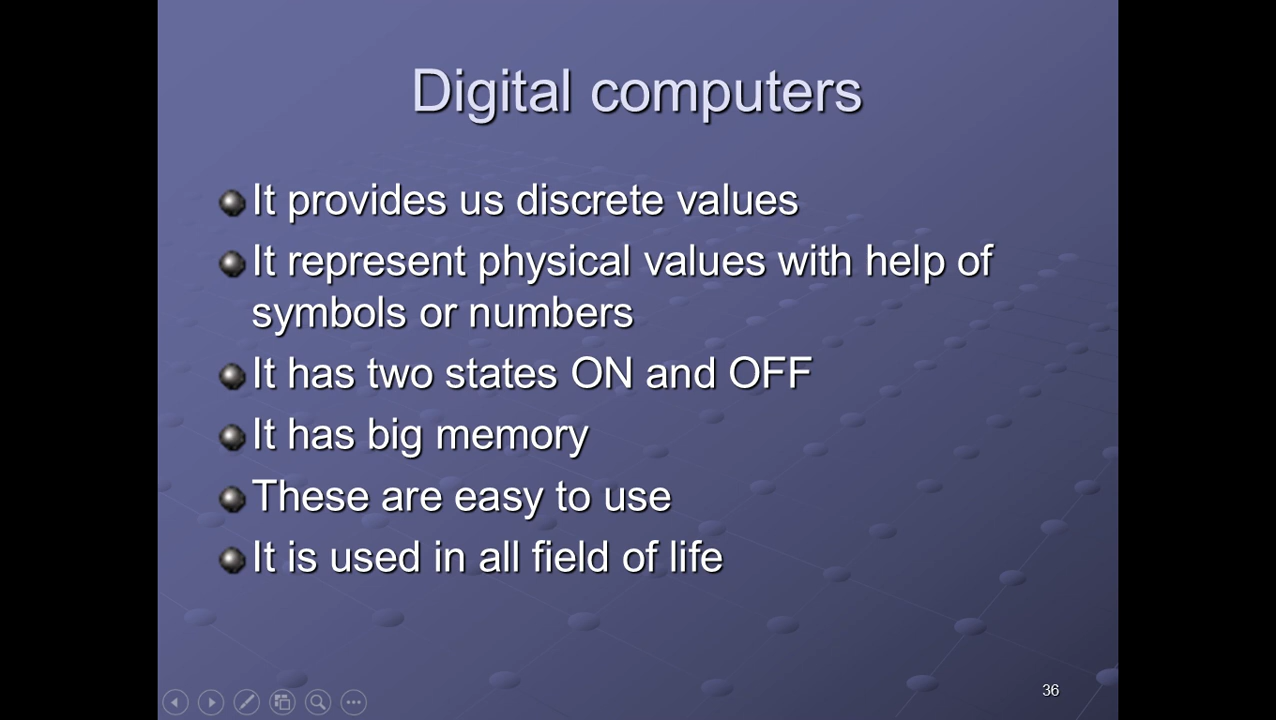 Digital computers
It provides us discrete values
It represent physical values with help of
symbols or numbers
It has two states ON and OFF
It has big memory
These are easy to use
It is used in all field of life
36